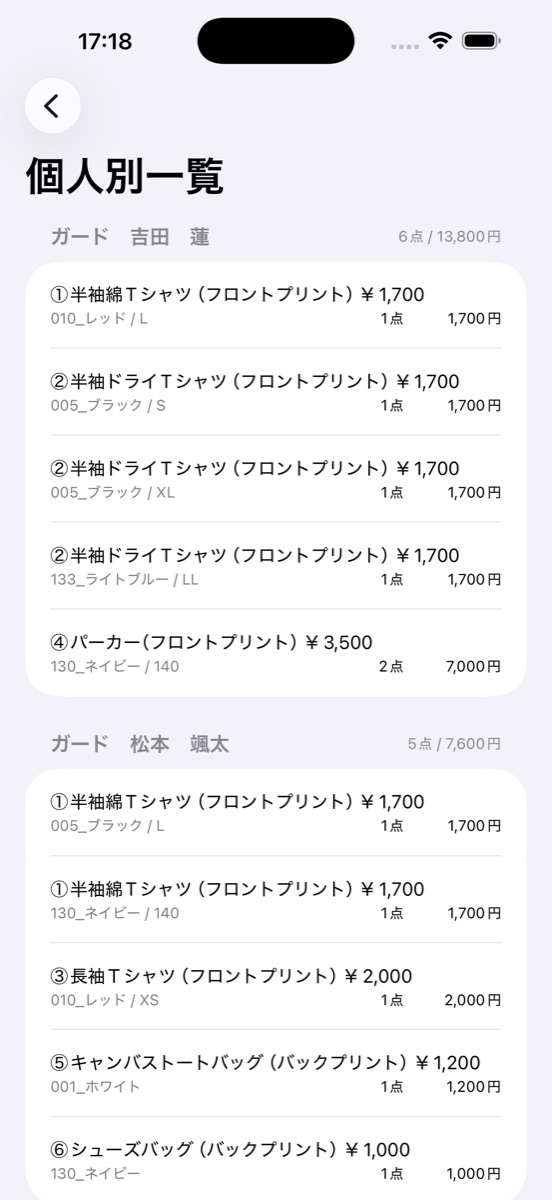 17:18
個人別一覧
ガード　吉田　蓮 6点 / 13,800円
①半袖綿Ｔシャツ（フロントプリント）¥ 1,700
010_レッド / L 1点 1,700円
②半袖ドライＴシャツ（フロントプリント）¥ 1,700
005_ブラック / S 1点 1,700円
②半袖ドライＴシャツ（フロントプリント）¥ 1,700
005_ブラック / XL 1点 1,700円
②半袖ドライＴシャツ（フロントプリント）¥ 1,700
133_ライトブルー / LL 1点 1,700円
④パーカー(フロントプリント）¥ 3,500
130_ネイビー / 140 2点 7,000円
ガード　松本　颯太 5点 / 7,600円
①半袖綿Ｔシャツ（フロントプリント）¥ 1,700
005_ブラック / L 1点 1,700円
①半袖綿Ｔシャツ（フロントプリント）¥ 1,700
130_ネイビー / 140 1点 1,700円
③長袖Ｔシャツ（フロントプリント）¥ 2,000
010_レッド / XS 1点 2,000円
⑤キャンバストートバッグ（バックプリント）¥ 1,200
001_ホワイト 1点 1,200円
⑥シューズバッグ（バックプリント）¥ 1,000
130_ネイビー 1点 1,000円